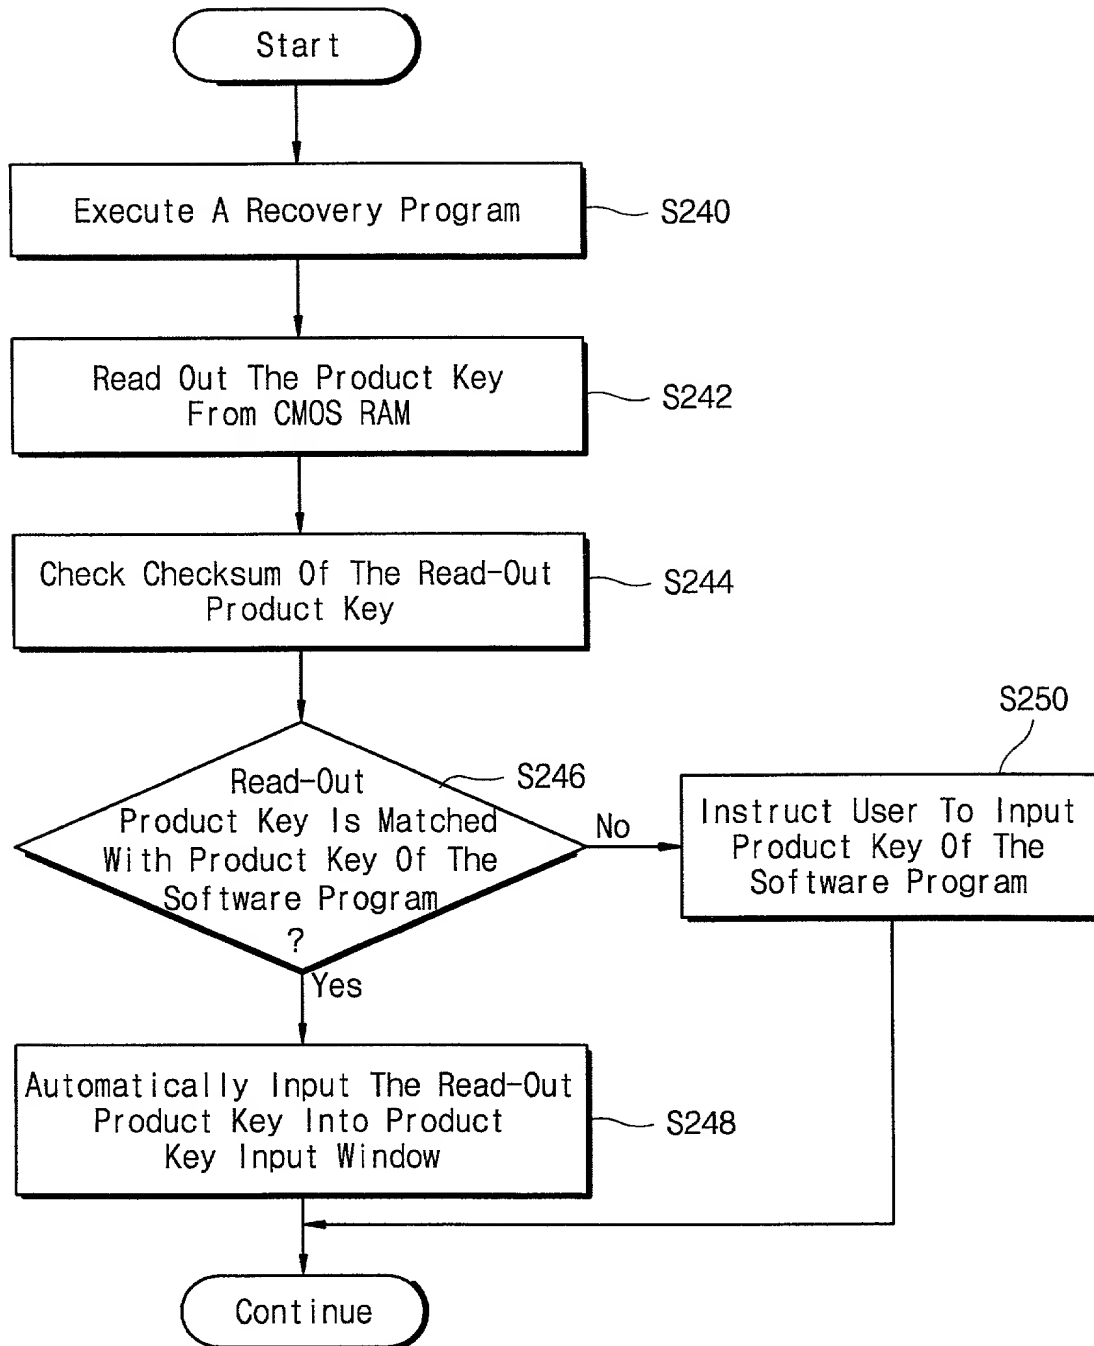 Start
Execute A Recovery Program
S240
Read Out The Product Key
From CMOS RAM
S242
Check Checksum Of The Read-Out
Product Key
S244
S250
Read-Out
Product Key Is Matched
With Product Key Of The
Software Program
?
S246
No
Instruct User To Input
Product Key Of The
Software Program
Yes
Automatically Input The Read-Out
Product Key Into Product
Key Input Window
S248
Continue